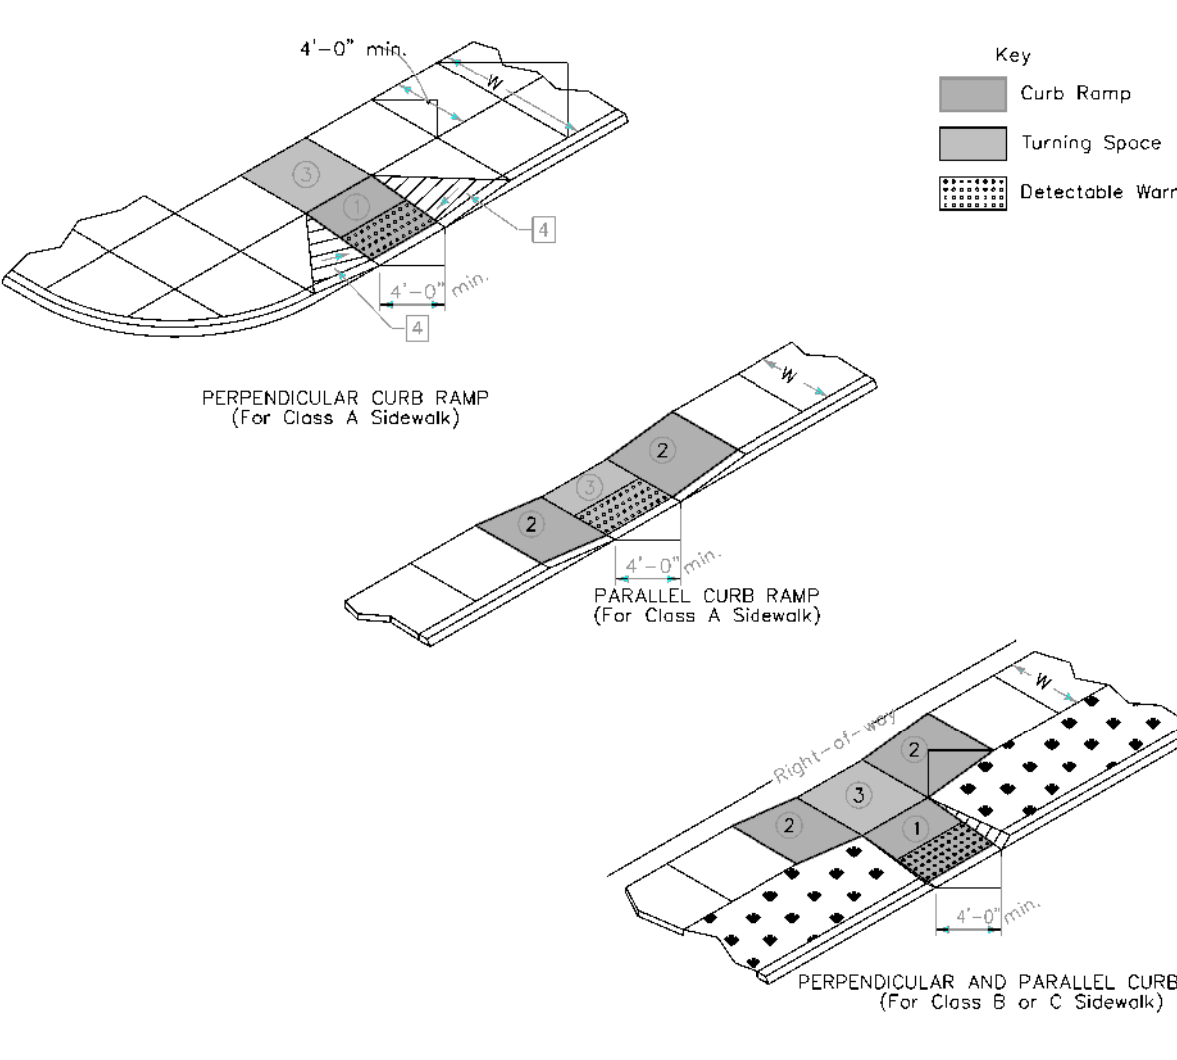 4'-0" min.
W
Key
Curb Ramp
Turning Space
Detectable Warr
3
1
4
4'-0" min.
4
PERPENDICULAR CURB RAMP
(For Class A Sidewalk)
W
2
3
2
4'-0" min.
PARALLEL CURB RAMP
(For Class A Sidewalk)
W
Right-of-way
2
3
2
1
4'-0" min.
PERPENDICULAR AND PARALLEL CURB
(For Class B or C Sidewalk)